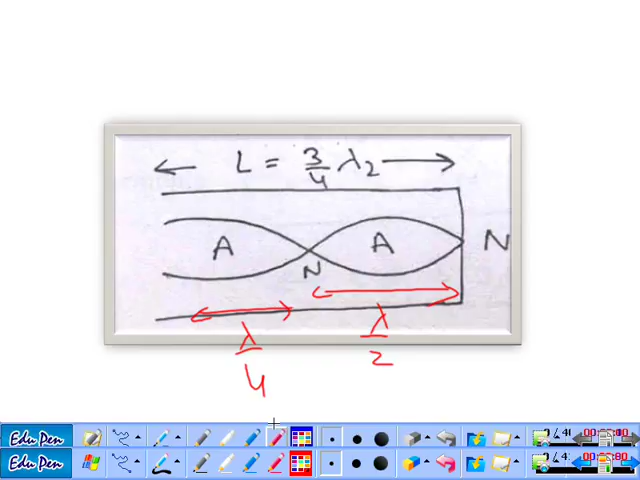 L = 3/4 λ2
A
A
N
N
λ/4
λ/2
Edu Pen
Edu Pen